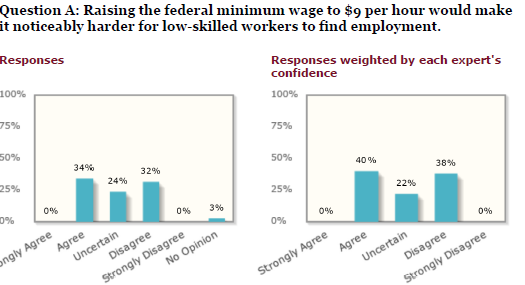 Question A: Raising the federal minimum wage to $9 per hour would make
it noticeably harder for low-skilled workers to find employment.
Responses
100%
75%
50%
25%
0%
0%
34%
24%
32%
0%
3%
ongly Agree
Agree
Uncertain
Disagree
Strongly Disagree
No Opinion
Responses weighted by each expert's
confidence
100%
75%
50%
25%
0%
0%
40%
22%
38%
0%
Strongly Agree
Agree
Uncertain
Disagree
Strongly Disagree